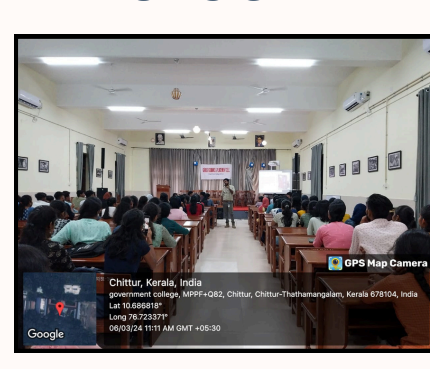 GPS Map Camera
Chittur, Kerala, India
government college, MPPF+Q82, Chittur, Chittur-Thathamangalam, Kerala 678104, India
Lat 10.686818°
Long 76.723371°
06/03/24 11:11 AM GMT +05:30
Google